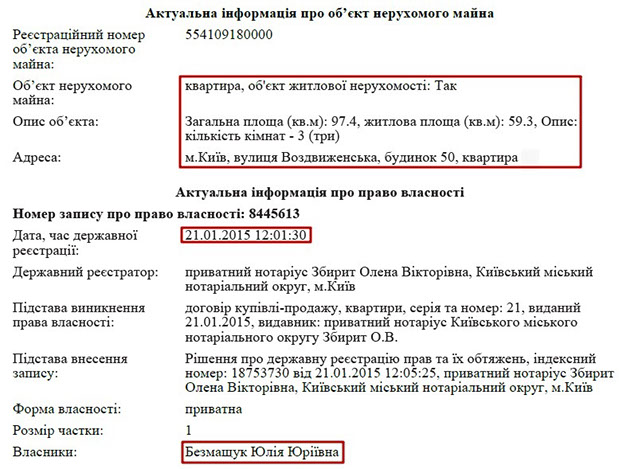 Актуальна інформація про об’єкт нерухомого майна
Реєстраційний номер об’єкта нерухомого майна: 554109180000
Об’єкт нерухомого майна: квартира, об'єкт житлової нерухомості: Так
Опис об’єкта: Загальна площа (кв.м): 97.4, житлова площа (кв.м): 59.3, Опис:
кількість кімнат - 3 (три)
Адреса: м.Київ, вулиця Воздвиженська, будинок 50, квартира
Актуальна інформація про право власності
Номер запису про право власності: 8445613
Дата, час державної реєстрації: 21.01.2015 12:01:30
Державний реєстратор: приватний нотаріус Збирит Олена Вікторівна, Київський міський
нотаріальний округ, м.Київ
Підстава виникнення права власності: договір купівлі-продажу, квартири, серія та номер: 21, виданий
21.01.2015, видавник: приватний нотаріус Київського міського
нотаріального округу Збирит О.В.
Підстава внесення запису: Рішення про державну реєстрацію прав та їх обтяжень, індексний
номер: 18753730 від 21.01.2015 12:05:25, приватний нотаріус Збирит
Олена Вікторівна, Київський міський нотаріальний округ, м.Київ
Форма власності: приватна
Розмір частки: 1
Власники: Безмащук Юлія Юріївна